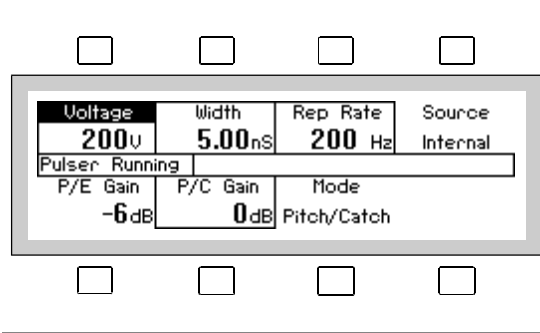 Voltage Width Rep Rate Source
200V 5.00nS 200 Hz Internal
Pulser Running
P/E Gain P/C Gain Mode
-6dB 0dB Pitch/Catch